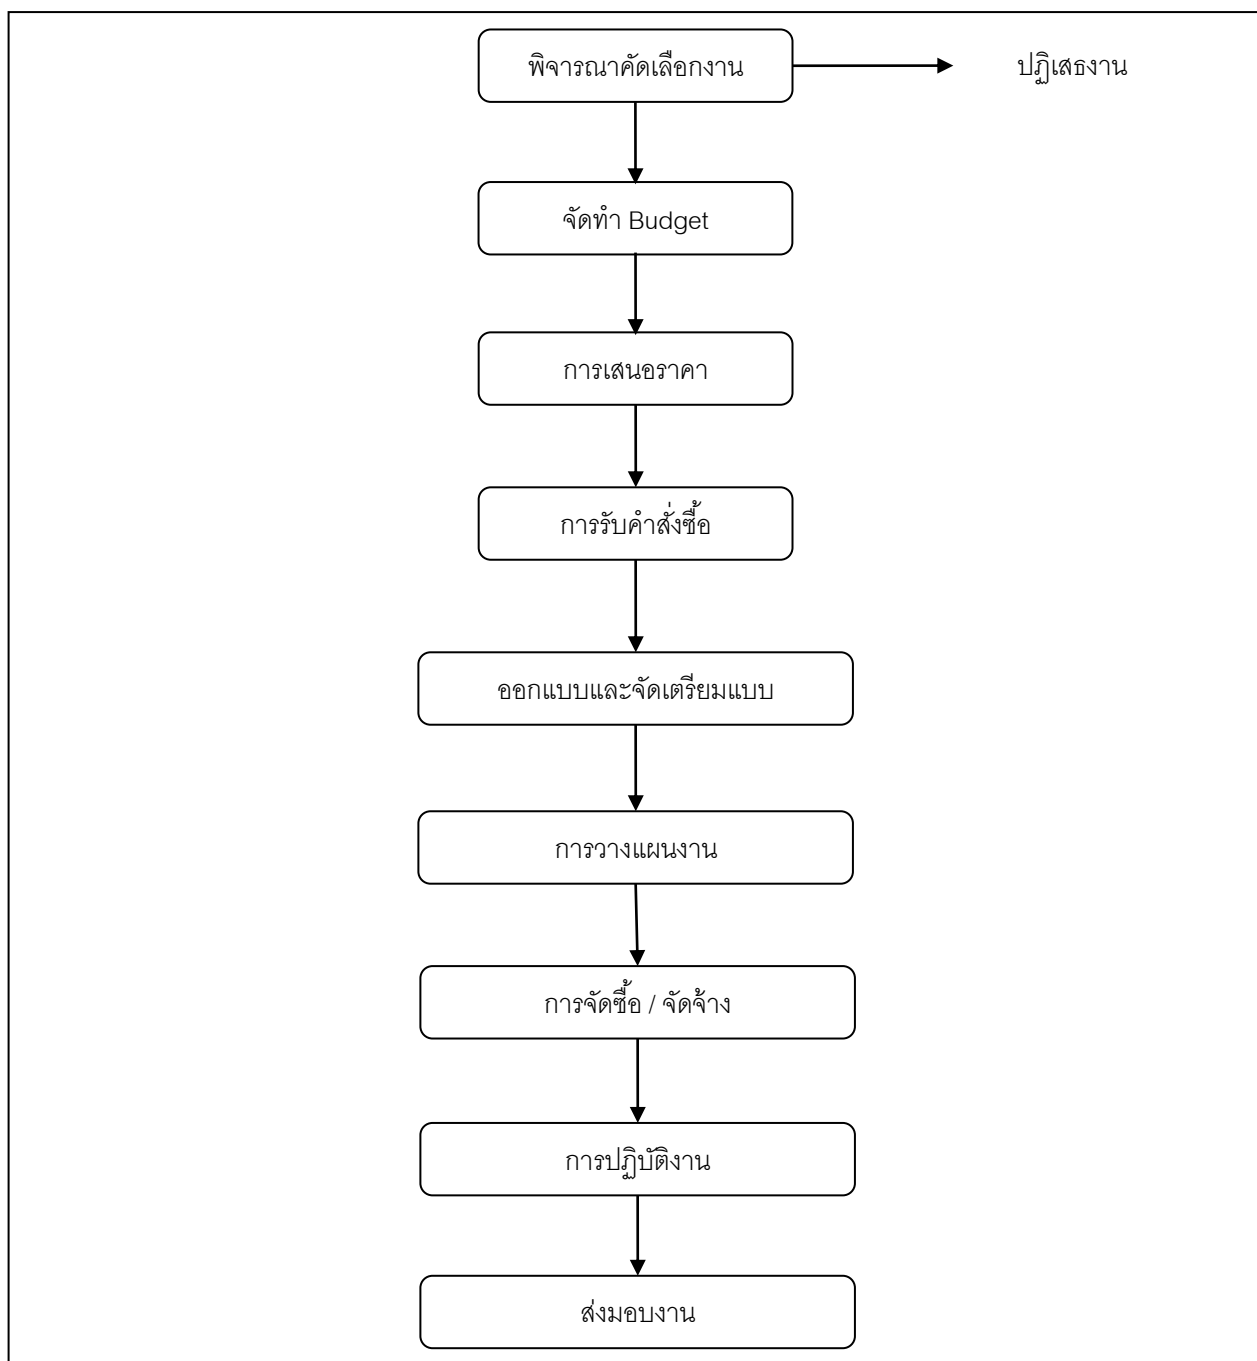 พิจารณาคัดเลือกงาน
ปฏิเสธงาน
จัดทำ Budget
การเสนอราคา
การรับคำสั่งซื้อ
ออกแบบและจัดเตรียมแบบ
การวางแผนงาน
การจัดซื้อ / จัดจ้าง
การปฏิบัติงาน
ส่งมอบงาน